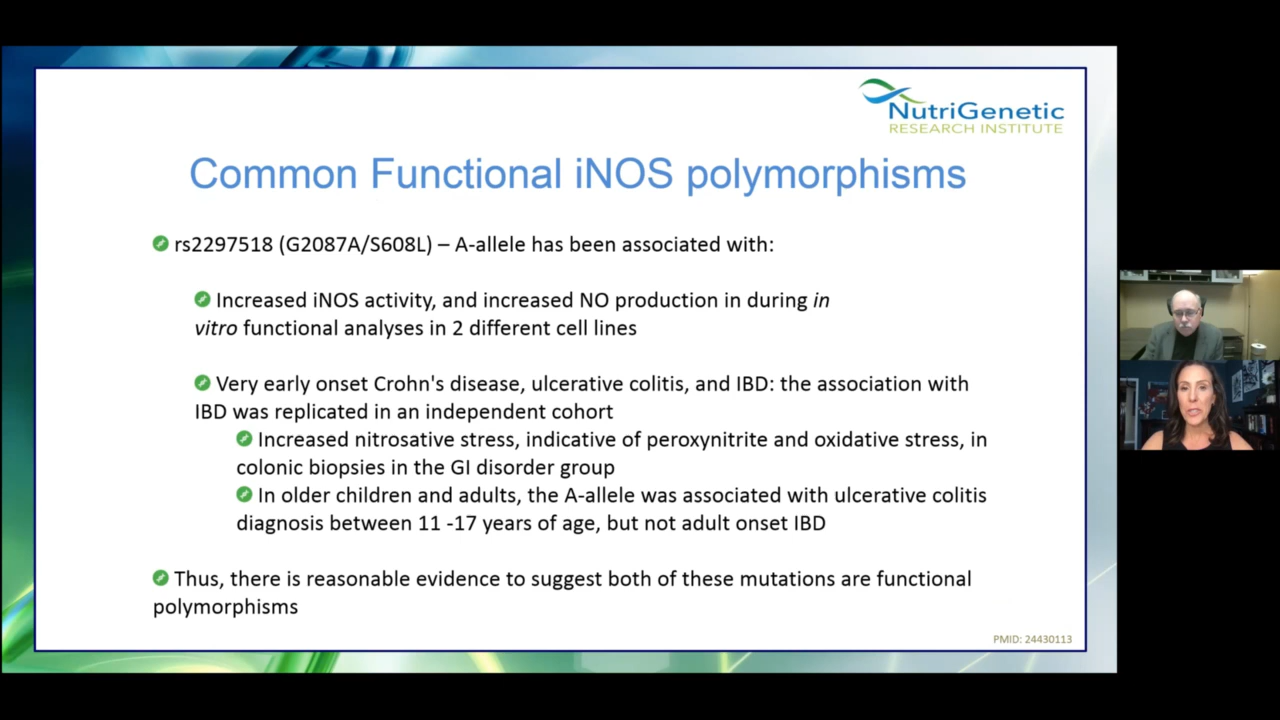 NutriGenetic
RESEARCH INSTITUTE
Common Functional iNOS polymorphisms
rs2297518 (G2087A/S608L) – A-allele has been associated with:
Increased iNOS activity, and increased NO production in during in
vitro functional analyses in 2 different cell lines
Very early onset Crohn's disease, ulcerative colitis, and IBD: the association with
IBD was replicated in an independent cohort
Increased nitrosative stress, indicative of peroxynitrite and oxidative stress, in
colonic biopsies in the GI disorder group
In older children and adults, the A-allele was associated with ulcerative colitis
diagnosis between 11 -17 years of age, but not adult onset IBD
Thus, there is reasonable evidence to suggest both of these mutations are functional
polymorphisms
PMID: 24430113